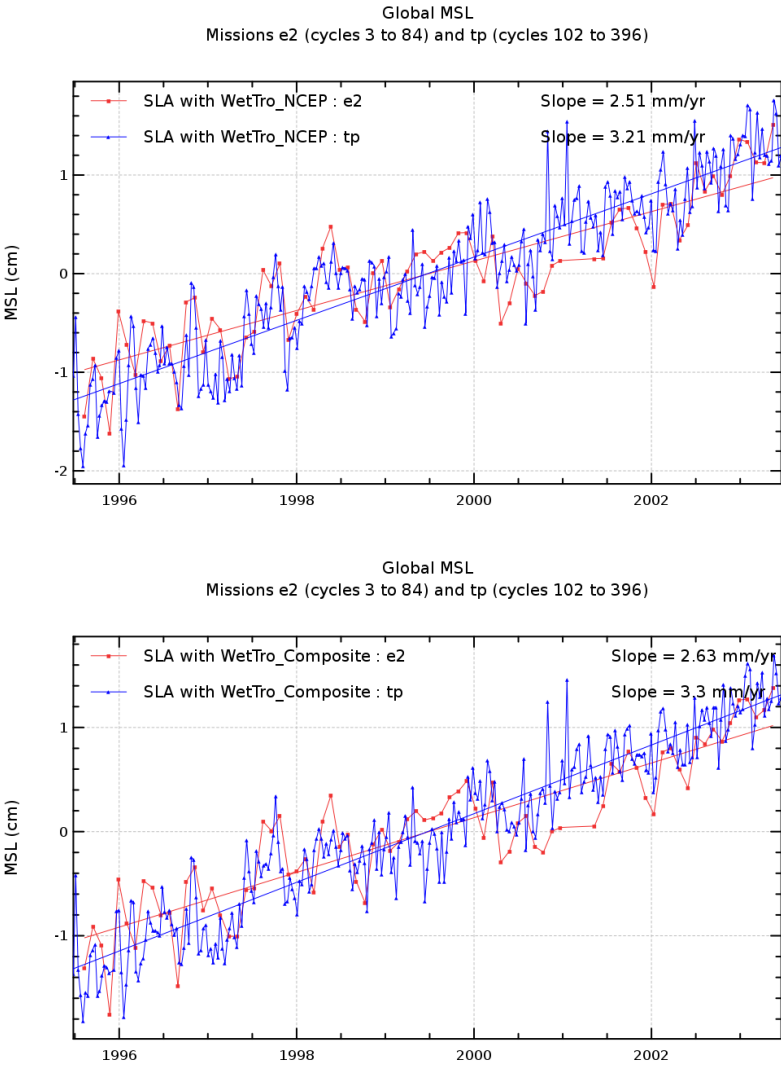 Global MSL
Missions e2 (cycles 3 to 84) and tp (cycles 102 to 396)
SLA with WetTro_NCEP : e2 Slope = 2.51 mm/yr
SLA with WetTro_NCEP : tp Slope = 3.21 mm/yr
MSL (cm)
1
0
-1
-2
1996 1998 2000 2002
Global MSL
Missions e2 (cycles 3 to 84) and tp (cycles 102 to 396)
SLA with WetTro_Composite : e2 Slope = 2.63 mm/yr
SLA with WetTro_Composite : tp Slope = 3.3 mm/yr
MSL (cm)
1
0
-1
1996 1998 2000 2002